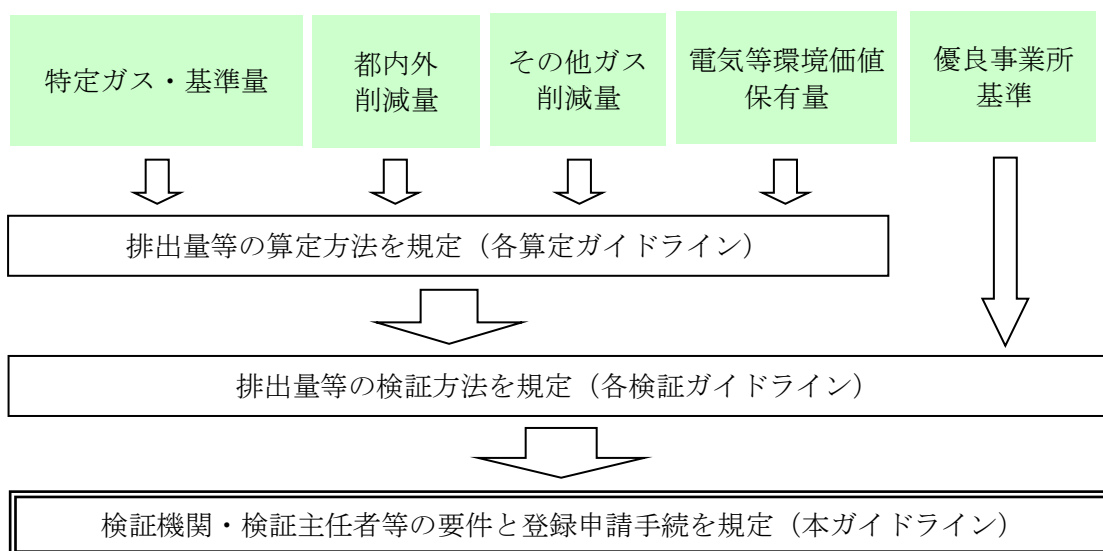 特定ガス・基準量
都内外
削減量
その他ガス
削減量
電気等環境価値
保有量
優良事業所
基準
排出量等の算定方法を規定（各算定ガイドライン）
排出量等の検証方法を規定（各検証ガイドライン）
検証機関・検証主任者等の要件と登録申請手続を規定（本ガイドライン）